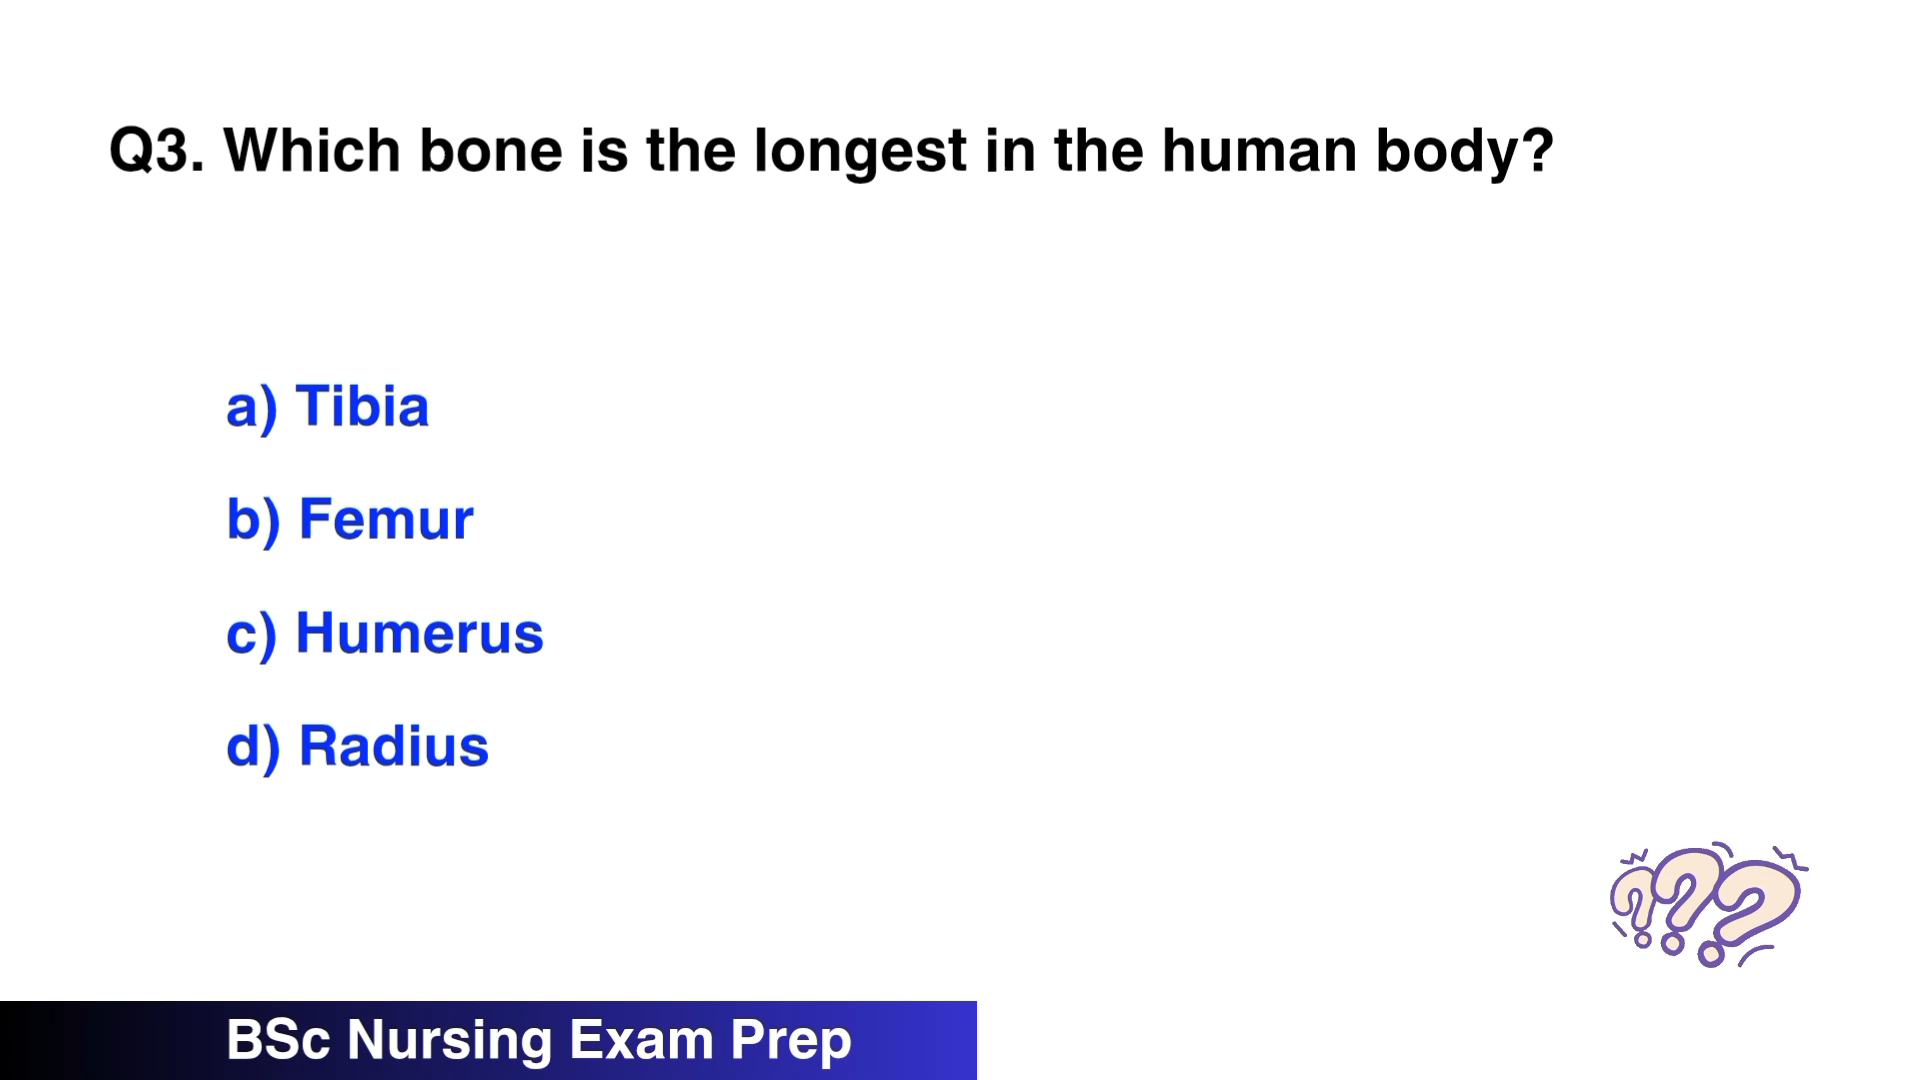 Q3. Which bone is the longest in the human body?
a) Tibia
b) Femur
c) Humerus
d) Radius
BSc Nursing Exam Prep